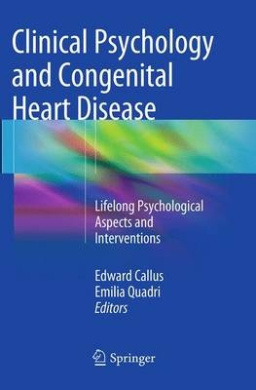 Clinical Psychology
and Congenital
Heart Disease
Lifelong Psychological
Aspects and
Interventions
Edward Callus
Emilia Quadri
Editors
Springer